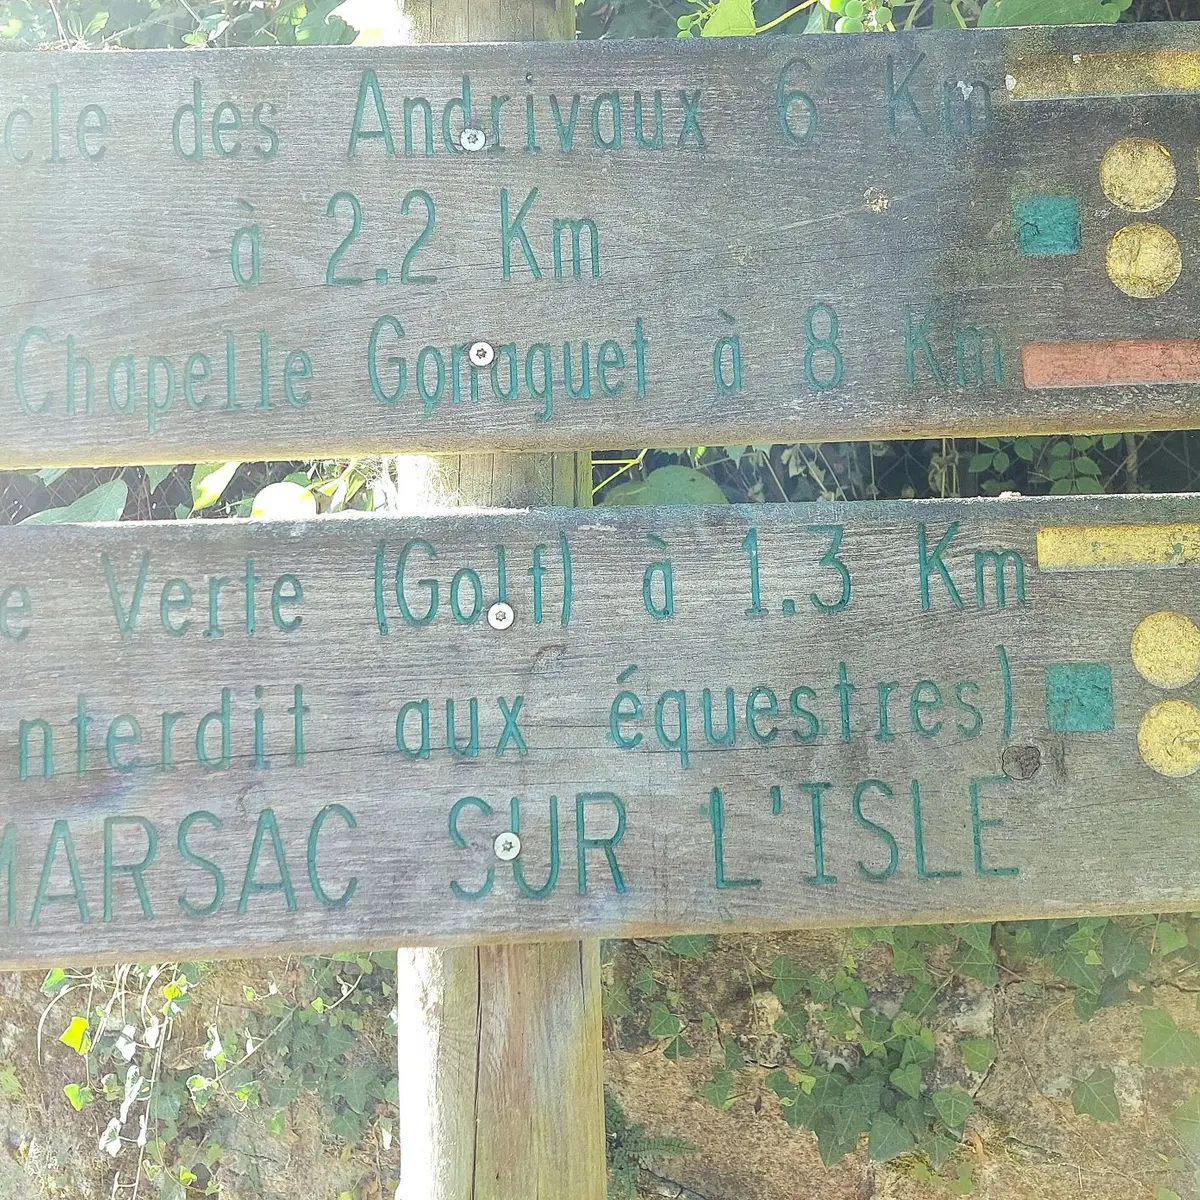 cle des Andrivaux 6 Km
à 2.2 Km
Chapelle Gonaguet à 8 Km
e Verte (Golf) à 1.3 Km
nterdit aux équestres)
MARSAC SUR L'ISLE